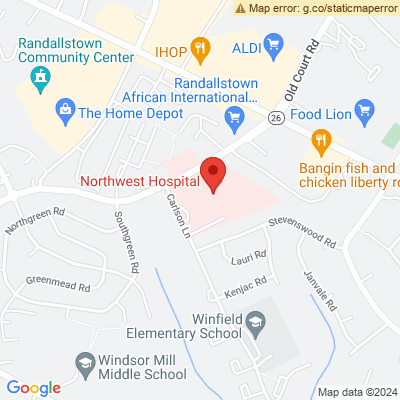 Map error: g.co/staticmaperror
Randallstown
Community Center
IHOP
ALDI
Old Court Rd
Randallstown
African International...
The Home Depot
Food Lion
26
Bangin fish and
chicken liberty ro
Northwest Hospital
Carlson Ln
Northgreen Rd
Southgreen Rd
Stevenswood Rd
Lauri Rd
Janvale Rd
Greenmead Rd
Kenjac Rd
Winfield
Elementary School
Windsor Mill
Middle School
Google
Map data ©2024